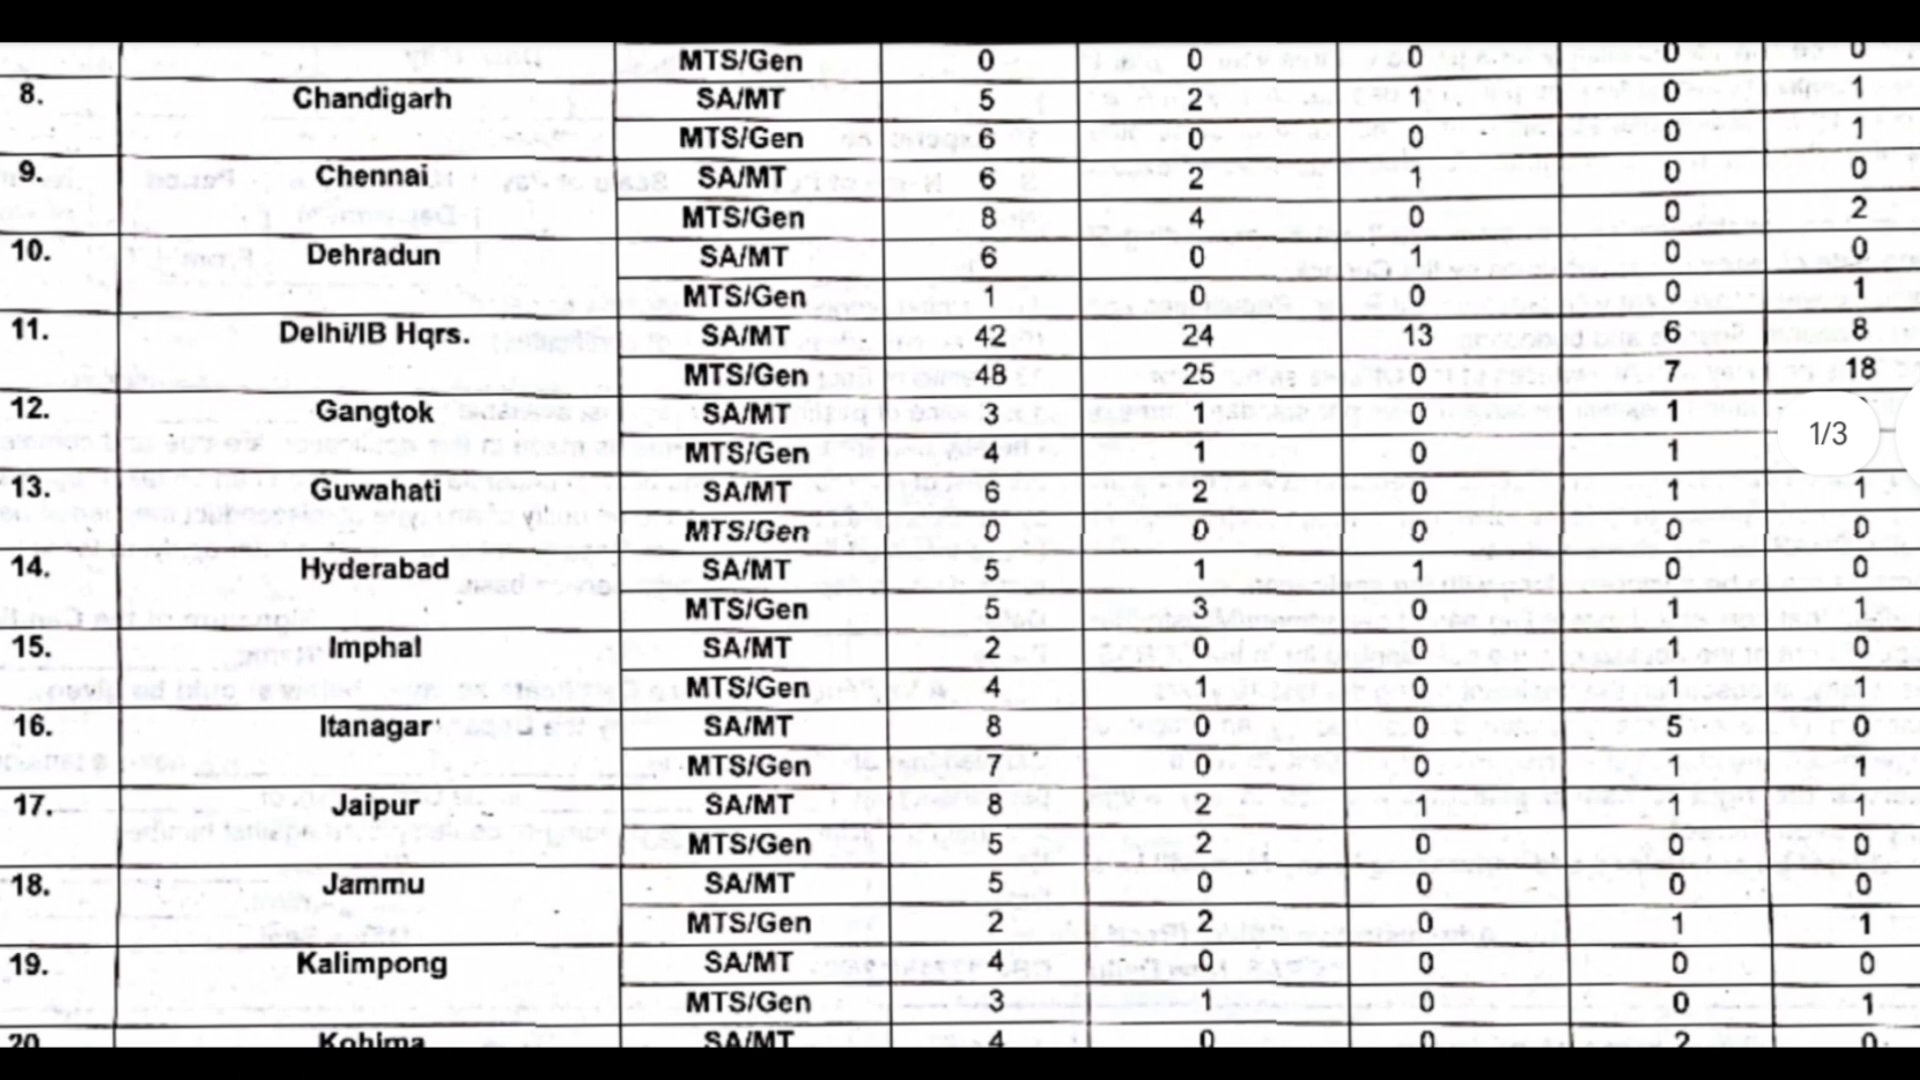 MTS/Gen 0 0 0 0 0
8. Chandigarh SA/MT 5 2 1 0 1
MTS/Gen 6 0 0 0 1
9. Chennai SA/MT 6 2 1 0 0
MTS/Gen 8 4 0 0 2
10. Dehradun SA/MT 6 0 1 0 0
MTS/Gen 1 0 0 0 1
11. Delhi/IB Hqrs. SA/MT 42 24 13 6 8
MTS/Gen 48 25 0 7 18
12. Gangtok SA/MT 3 1 0 1
1/3
MTS/Gen 4 1 0 1
13. Guwahati SA/MT 6 2 0 1 1
MTS/Gen 0 0 0 0 0
14. Hyderabad SA/MT 5 1 1 0 0
MTS/Gen 5 3 0 1 1
15. Imphal SA/MT 2 0 0 1 0
MTS/Gen 4 1 0 1 1
16. Itanagar SA/MT 8 0 0 5 0
MTS/Gen 7 0 0 1 1
17. Jaipur SA/MT 8 2 1 1 1
MTS/Gen 5 2 0 0 0
18. Jammu SA/MT 5 0 0 0 0
MTS/Gen 2 2 0 1 1
19. Kalimpong SA/MT 4 0 0 0 0
MTS/Gen 3 1 0 0 1
20. Kohima SA/MT 4 0 0 2 0